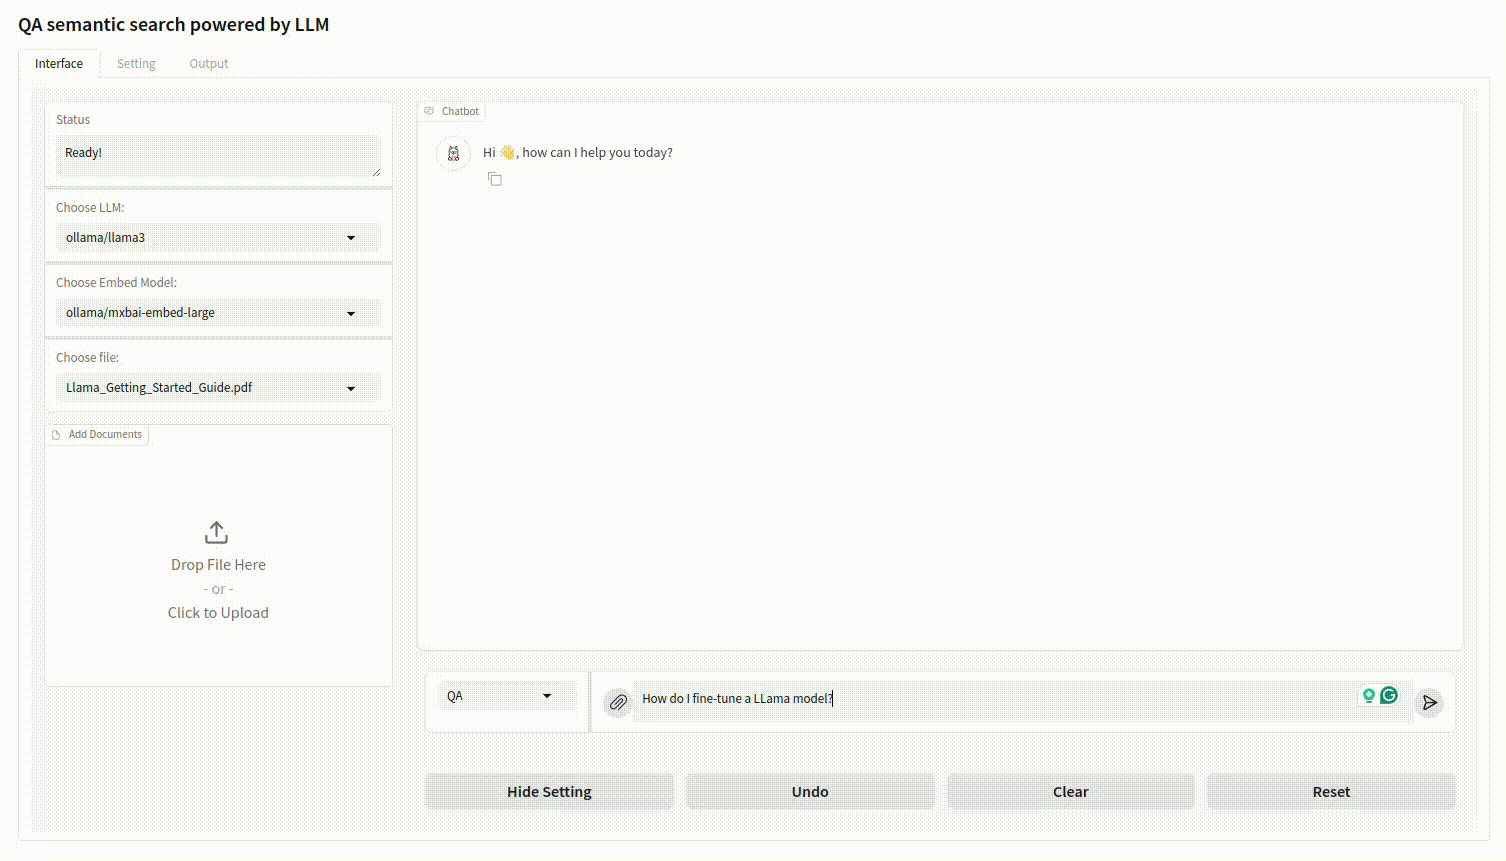 QA semantic search powered by LLM
Interface Setting Output
Status
Ready!
Choose LLM:
ollama/llama3
Choose Embed Model:
ollama/mxbai-embed-large
Choose file:
Llama_Getting_Started_Guide.pdf
Add Documents
Drop File Here
- or -
Click to Upload
Chatbot
Hi 👋, how can I help you today?
QA
How do I fine-tune a LLama model?
Hide Setting Undo Clear Reset